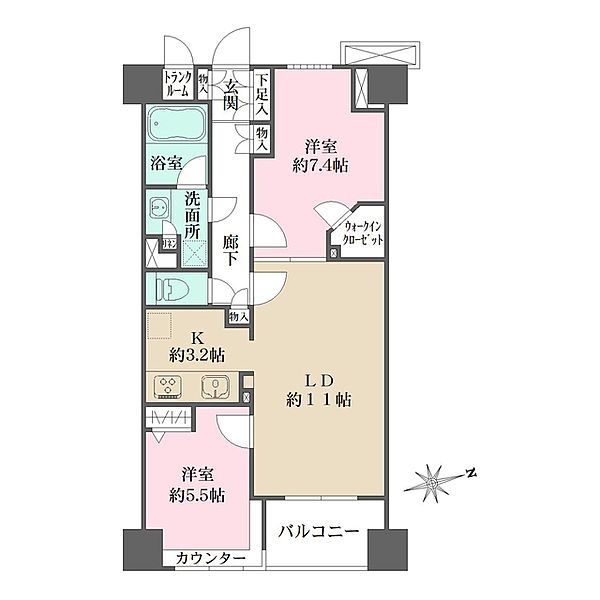 トランク
ルーム
物入
玄関
下足入
物入
洋室
約7.4帖
浴室
洗面所
リネン
廊下
ウォークイン
クローゼット
物入
K
約3.2帖
LD
約11帖
洋室
約5.5帖
バルコニー
カウンター
N